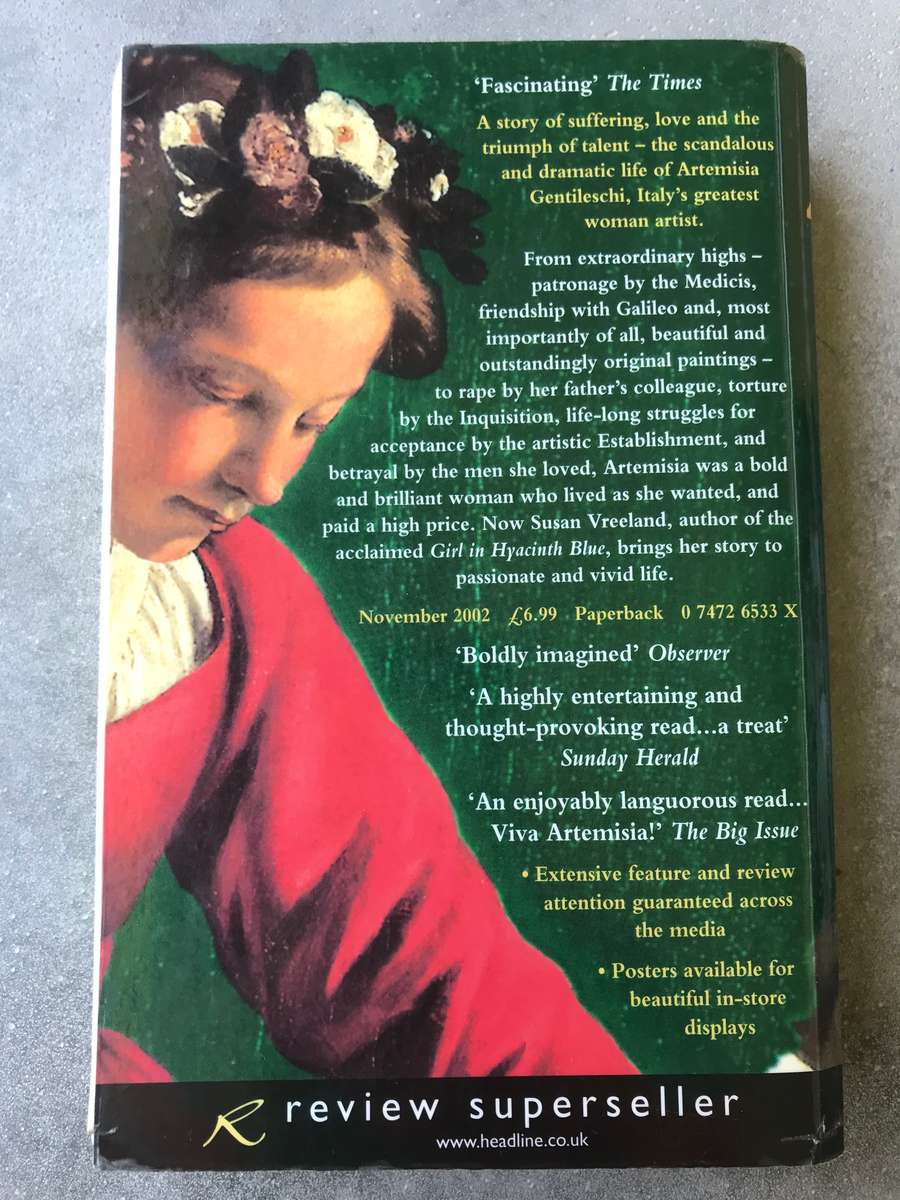 ‘Fascinating’ The Times
A story of suffering, love and the
triumph of talent – the scandalous
and dramatic life of Artemisia
Gentileschi, Italy’s greatest
woman artist.
From extraordinary highs –
patronage by the Medicis,
friendship with Galileo and, most
importantly of all, beautiful and
outstandingly original paintings –
to rape by her father’s colleague, torture
by the Inquisition, life-long struggles for
acceptance by the artistic Establishment, and
betrayal by the men she loved, Artemisia was a bold
and brilliant woman who lived as she wanted, and
paid a high price. Now Susan Vreeland, author of the
acclaimed Girl in Hyacinth Blue, brings her story to
passionate and vivid life.
November 2002 £6.99 Paperback 0 7472 6533 X
‘Boldly imagined’ Observer
‘A highly entertaining and
thought-provoking read...a treat’
Sunday Herald
‘An enjoyably languorous read...
Viva Artemisia!’ The Big Issue
• Extensive feature and review
attention guaranteed across
the media
• Posters available for
beautiful in-store
displays
R review superseller
www.headline.co.uk